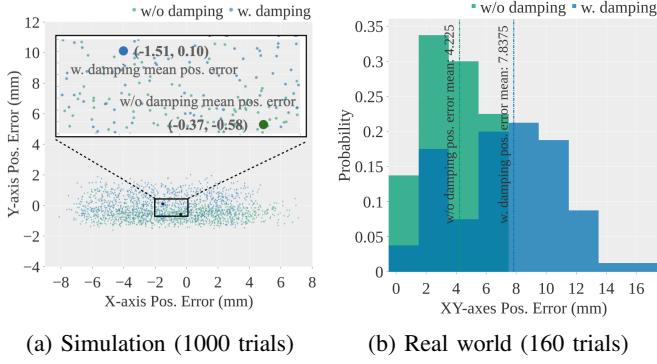 w/o damping w. damping
12
10
8
6
4
2
0
−2
−4
−8 −6 −4 −2 0 2 4 6 8
Y-axis Pos. Error (mm)
X-axis Pos. Error (mm)
(-1.51, 0.10)
w. damping mean pos. error
w/o damping mean pos. error
(-0.37, -0.58)
(a) Simulation (1000 trials)
w/o damping w. damping
0.35
0.3
0.25
0.2
0.15
0.1
0.05
0
0 2 4 6 8 10 12 14 16
Probability
XY-axes Pos. Error (mm)
w/o damping pos. error mean: 4.225
w. damping pos. error mean: 7.8375
(b) Real world (160 trials)